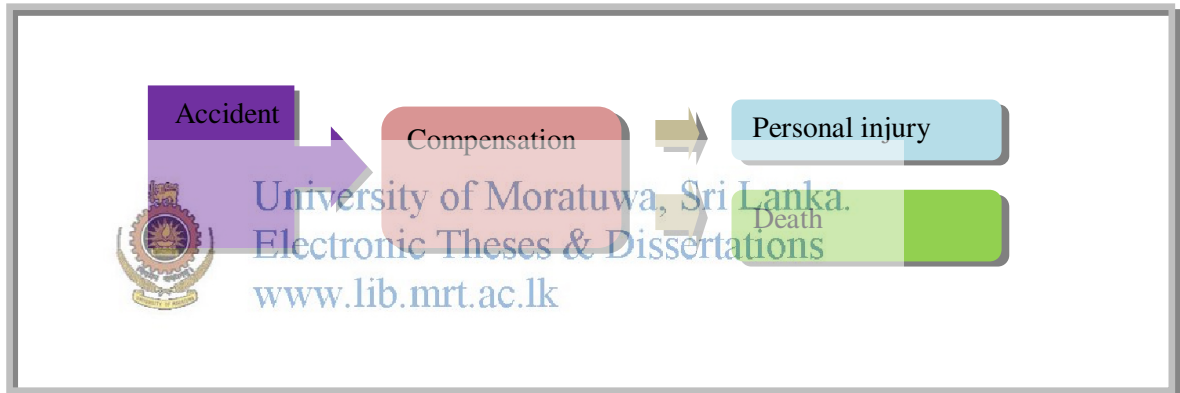 Accident
Compensation
Personal injury
Death
University of Moratuwa, Sri Lanka.
Electronic Theses & Dissertations
www.lib.mrt.ac.lk